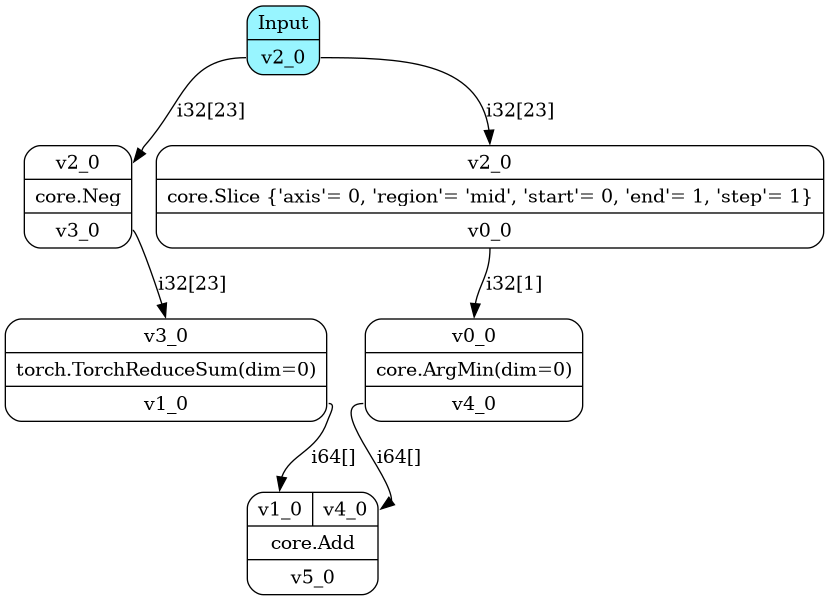 Input
v2_0
i32[23]
i32[23]
v2_0
core.Neg
v3_0
v2_0
core.Slice {'axis'= 0, 'region'= 'mid', 'start'= 0, 'end'= 1, 'step'= 1}
v0_0
i32[23]
i32[1]
v3_0
torch.TorchReduceSum(dim=0)
v1_0
v0_0
core.ArgMin(dim=0)
v4_0
i64[]
i64[]
v1_0
v4_0
core.Add
v5_0